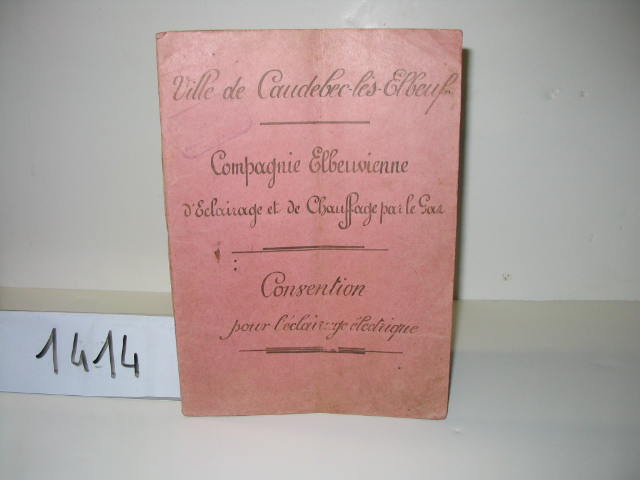 Ville de Caudebec-lès-Elbeuf
Compagnie Elbeuvienne
d'Eclairage et de Chauffage par le Gaz
Convention
pour l'éclairage électrique
1414